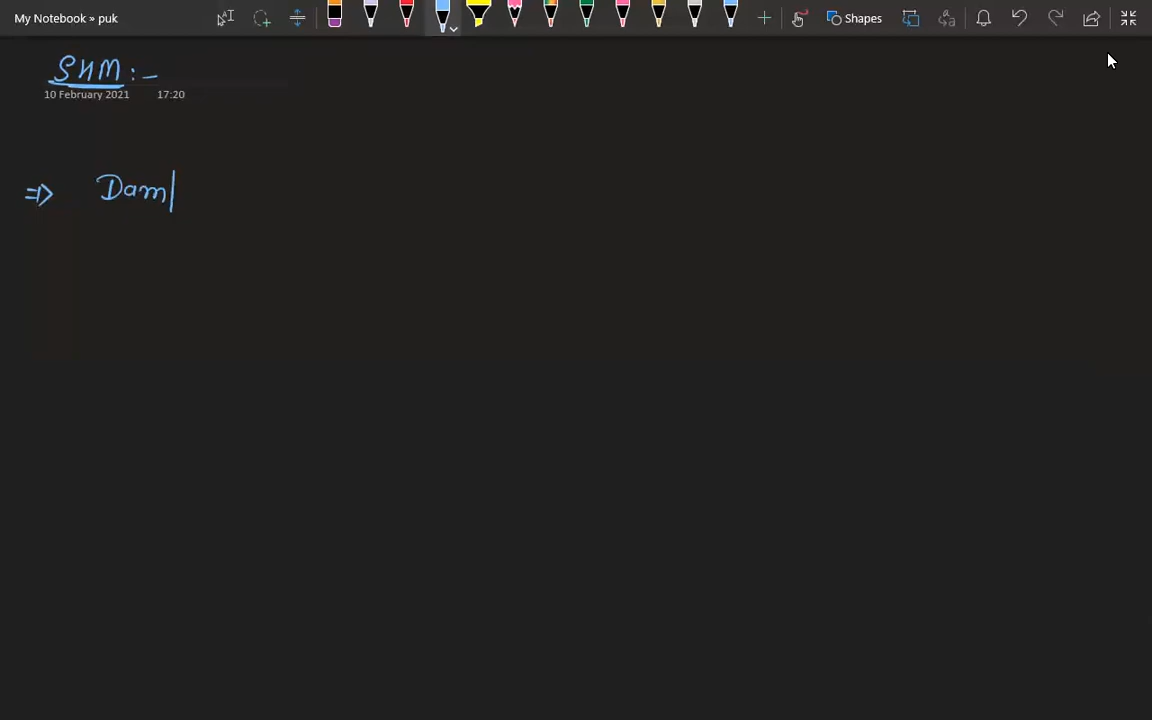 My Notebook » puk
Shapes
SHM :-
10 February 2021 17:20
⇒ Dam